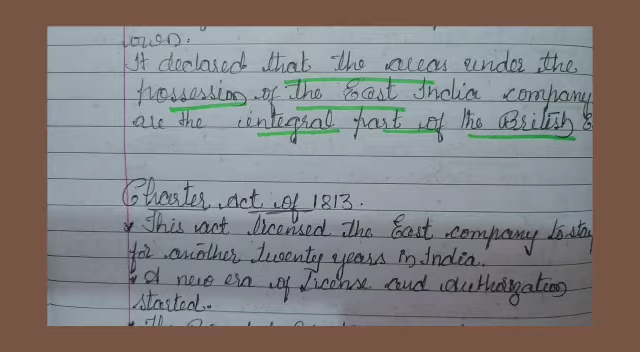 own.
It declared that the areas under the
possession of the East India company
are the integral part of the British E
Charter act of 1813.
* This act licensed the East company to stay
for another twenty years in India.
* A new era of License and authorization
started.